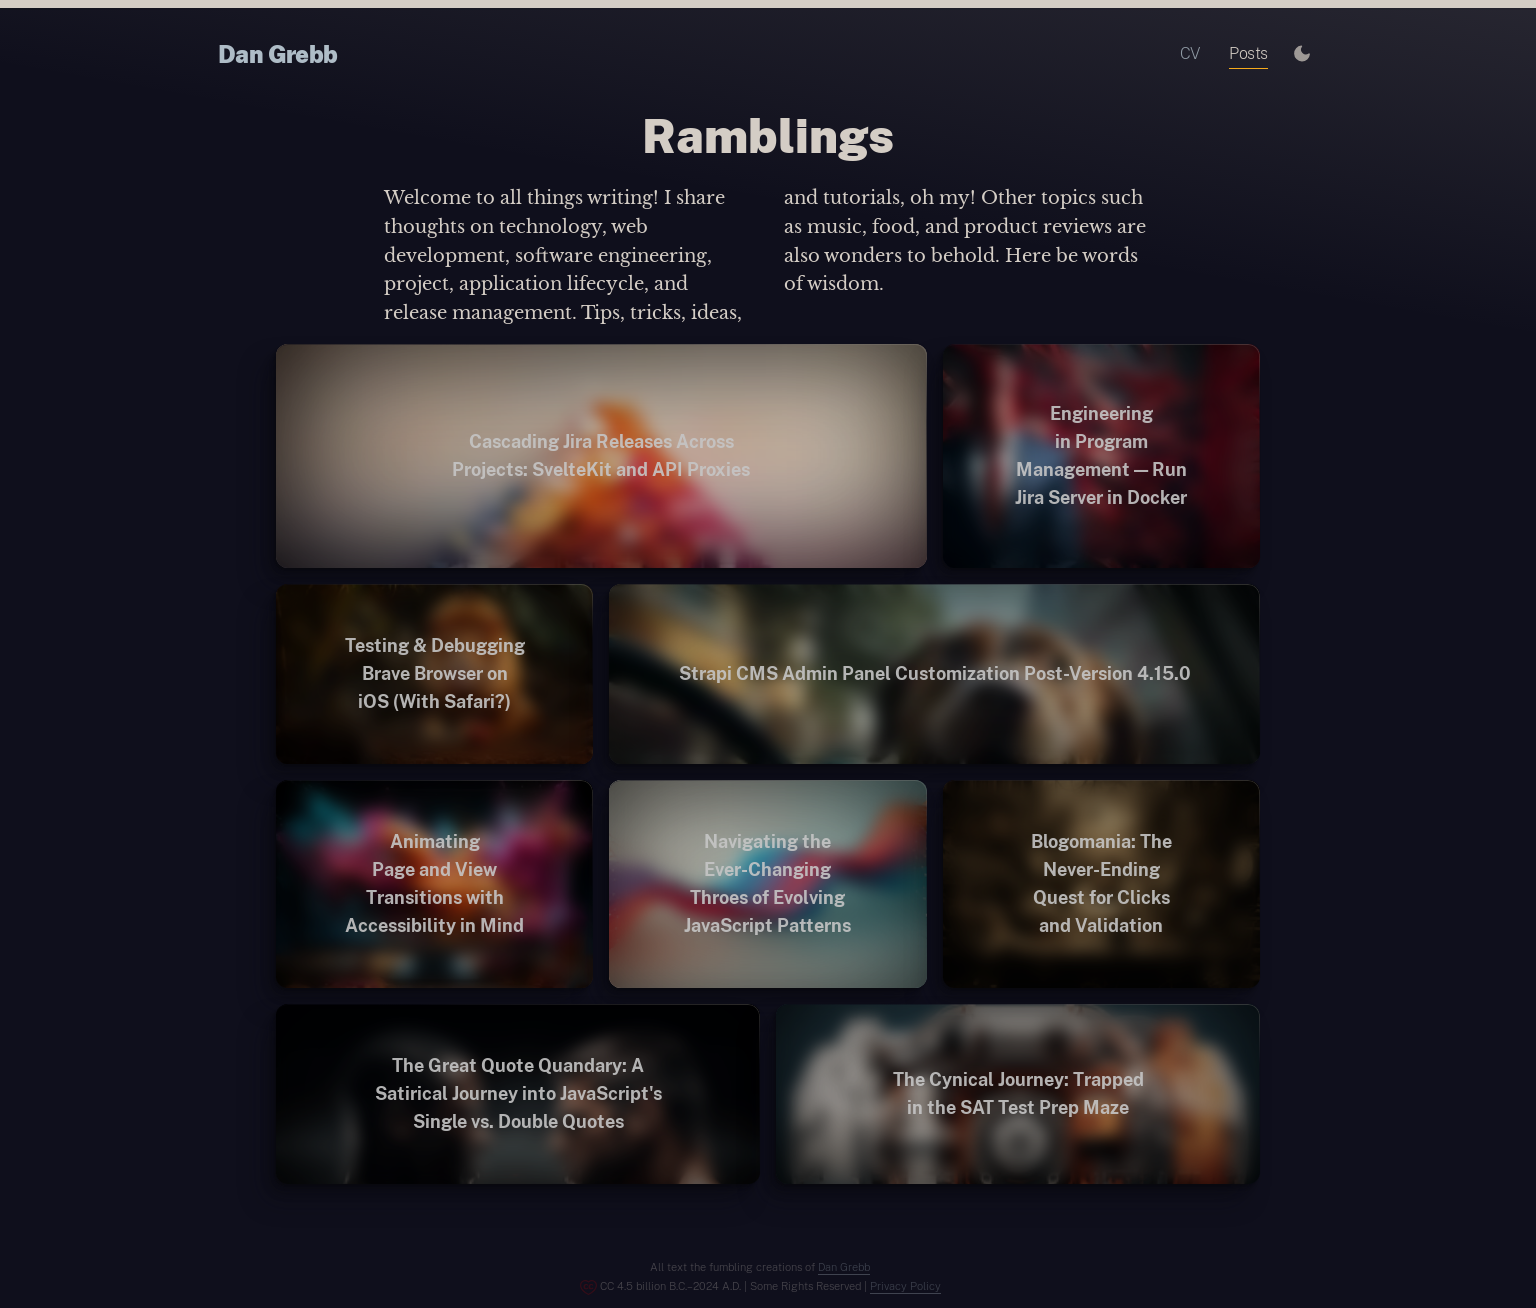 Dan Grebb
CV
Posts
Ramblings
Welcome to all things writing! I share
thoughts on technology, web
development, software engineering,
project, application lifecycle, and
release management. Tips, tricks, ideas,
and tutorials, oh my! Other topics such
as music, food, and product reviews are
also wonders to behold. Here be words
of wisdom.
Cascading Jira Releases Across
Projects: SvelteKit and API Proxies
Engineering
in Program
Management — Run
Jira Server in Docker
Testing & Debugging
Brave Browser on
iOS (With Safari?)
Strapi CMS Admin Panel Customization Post-Version 4.15.0
Animating
Page and View
Transitions with
Accessibility in Mind
Navigating the
Ever-Changing
Throes of Evolving
JavaScript Patterns
Blogomania: The
Never-Ending
Quest for Clicks
and Validation
The Great Quote Quandary: A
Satirical Journey into JavaScript's
Single vs. Double Quotes
The Cynical Journey: Trapped
in the SAT Test Prep Maze
All text the fumbling creations of Dan Grebb
CC 4.5 billion B.C.–2024 A.D. | Some Rights Reserved | Privacy Policy